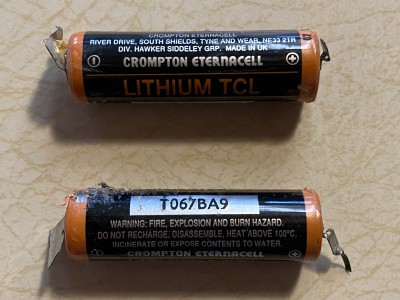 CROMPTON ETERNACELL
RIVER DRIVE, SOUTH SHIELDS, TYNE AND WEAR, NE33 2TR
DIV. HAWKER SIDDELEY GRP. MADE IN UK
CROMPTON ETERNACELL
LITHIUM TCL
T067BA9
WARNING: FIRE, EXPLOSION AND BURN HAZARD.
DO NOT RECHARGE, DISASSEMBLE, HEAT ABOVE 100°C.
INCINERATE OR EXPOSE CONTENTS TO WATER.